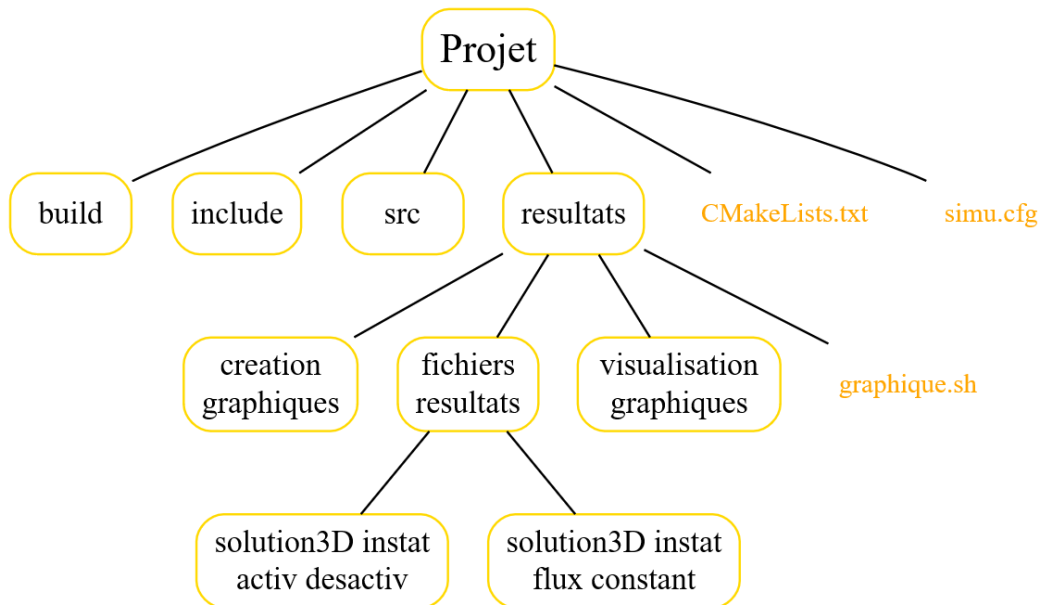 Projet
build
include
src
resultats
CMakeLists.txt
simu.cfg
creation
graphiques
fichiers
resultats
visualisation
graphiques
graphique.sh
solution3D instat
activ desactiv
solution3D instat
flux constant